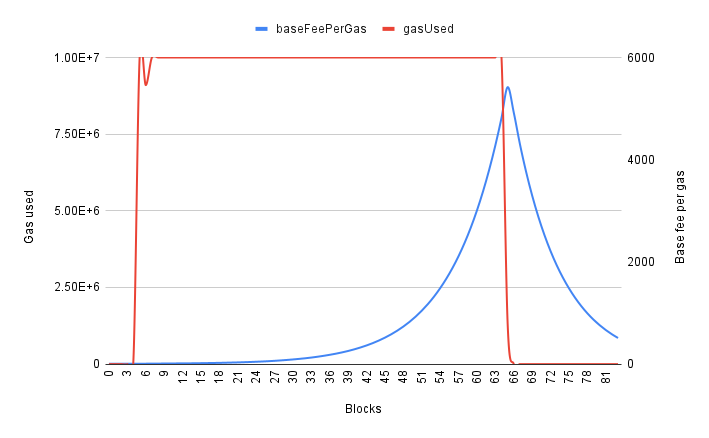 baseFeePerGas gasUsed
1.00E+7
7.50E+6
5.00E+6
2.50E+6
0
Gas used
6000
4000
2000
0
Base fee per gas
0 3 6 9 12 15 18 21 24 27 30 33 36 39 42 45 48 51 54 57 60 63 66 69 72 75 78 81
Blocks